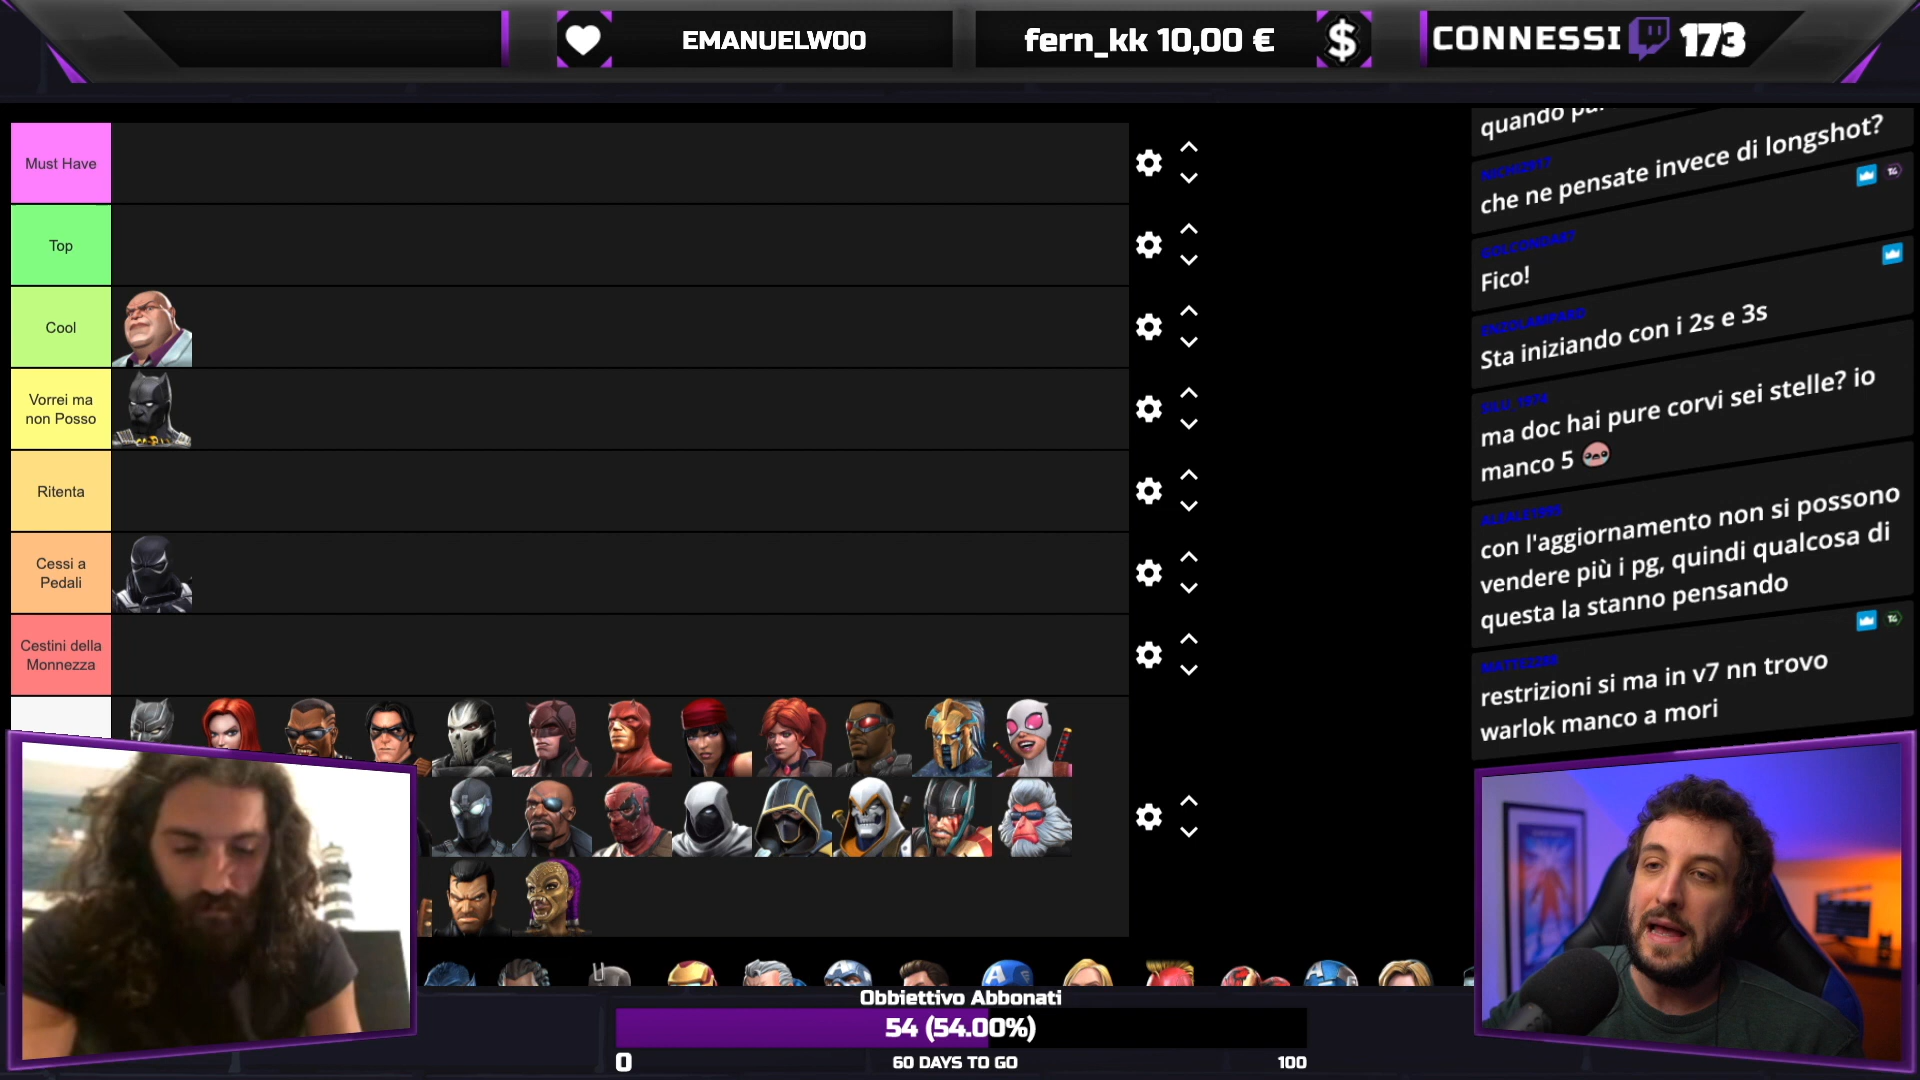 EMANUELW00
fern_kk 10,00 €
$
CONNESSI 173
Must Have
Top
Cool
Vorrei ma
non Posso
Ritenta
Cessi a
Pedali
Cestini della
Monnezza
quando
che ne pensate invece di longshot?
Fico!
ENZOLAMPARD
Sta iniziando con i 2s e 3s
ma doc hai pure corvi sei stelle? io
manco 5
con l'aggiornamento non si possono
vendere più i pg, quindi qualcosa di
questa la stanno pensando
restrizioni si ma in v7 nn trovo
warlok manco a mori
Obbiettivo Abbonati
54 (54.00%)
0
60 DAYS TO GO
100